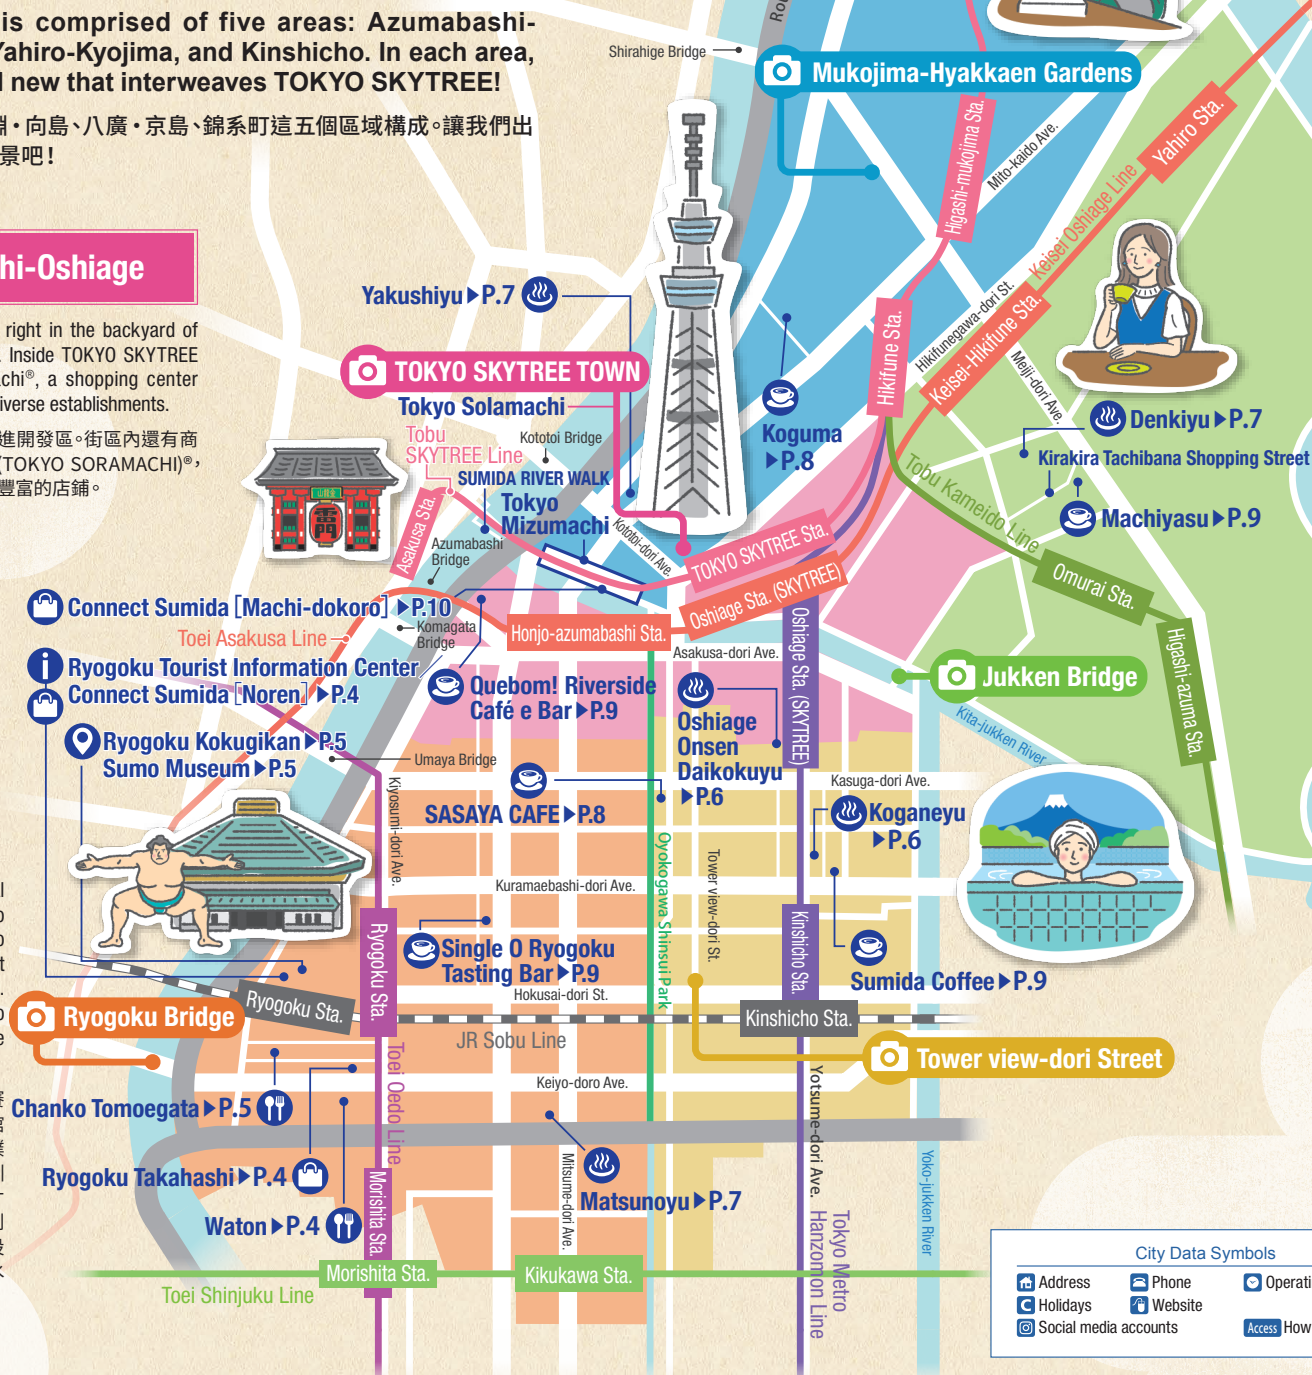 is comprised of five areas: Azumabashi-
Yahiro-Kyojima, and Kinshicho. In each area,
new that interweaves TOKYO SKYTREE!
・向島、八廣・京島、錦系町這五個區域構成。讓我們出
景吧！
hi-Oshiage
right in the backyard of
Inside TOKYO SKYTREE
achi®, a shopping center
iverse establishments.
進開發區。街區內還有商
(TOKYO SORAMACHI)®，
豐富的店鋪。
Shirahige Bridge
Mukojima-Hyakkaen Gardens
Higashi-mukojima Sta.
Mito-kaido Ave.
Yahiro Sta.
Keisei Oshiage Line
Yakushiyu▶P.7
Hikifune Sta.
Hikifunegawa-dori St.
Keisei-Hikifune Sta.
Meiji-dori Ave.
TOKYO SKYTREE TOWN
Tokyo Solamachi
Koguma
▶P.8
Denkiyu▶P.7
Kirakira Tachibana Shopping Street
Machiyasu▶P.9
Tobu
SKYTREE Line
Kototoi Bridge
SUMIDA RIVER WALK
Tokyo
Mizumachi
Kototoi-dori Ave.
雷門
Asakusa Sta.
Azumabashi
Bridge
TOKYO SKYTREE Sta.
Tobu Kameido Line
Omurai Sta.
Higashi-azuma Sta.
Connect Sumida［Machi-dokoro］▶P.10
Toei Asakusa Line
Komagata
Bridge
Honjo-azumabashi Sta.
Oshiage Sta. (SKYTREE)
Oshiage Sta. (SKYTREE)
Asakusa-dori Ave.
Jukken Bridge
Kita-jukken River
Ryogoku Tourist Information Center
Connect Sumida［Noren］▶P.4
Quebom! Riverside
Café e Bar▶P.9
Oshiage
Onsen
Daikokuyu
▶P.6
Ryogoku Kokugikan▶P.5
Sumo Museum▶P.5
Umaya Bridge
Kiyosumi-dori Ave.
SASAYA CAFE▶P.8
Kasuga-dori Ave.
Koganeyu
▶P.6
Oyokogawa Shinsui Park
Tower view-dori St.
Kuramaebashi-dori Ave.
Ryogoku Sta.
Single O Ryogoku
Tasting Bar▶P.9
Kinshicho Sta.
Sumida Coffee▶P.9
Hokusai-dori St.
Ryogoku Sta.
Ryogoku Bridge
JR Sobu Line
Kinshicho Sta.
Tower view-dori Street
Toei Oedo Line
Keiyo-doro Ave.
Yotsume-dori Ave.
Chanko Tomoegata▶P.5
Ryogoku Takahashi▶P.4
Waton▶P.4
Morishita Sta.
Mitsume-dori Ave.
Matsunoyu▶P.7
Yoko-jukken River
Tokyo Metro
Hanzomon Line
Morishita Sta.
Kikukawa Sta.
Toei Shinjuku Line
City Data Symbols
Address
Phone
Operati
Holidays
Website
Social media accounts
Access How